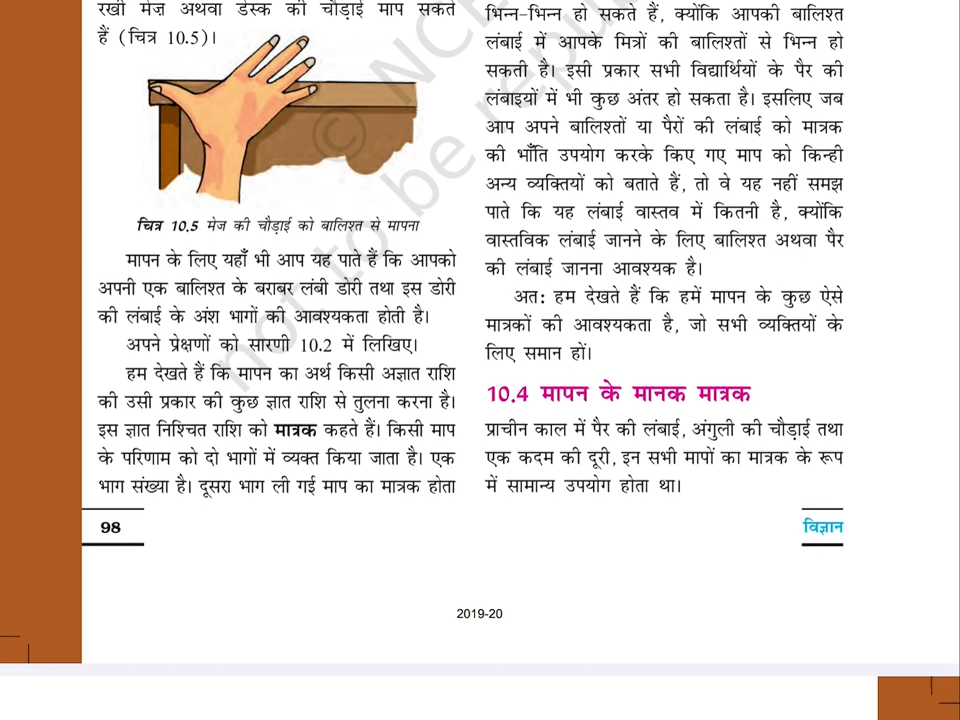 रखी मेज़ अथवा डेस्क की चौड़ाई माप सकते
हैं (चित्र 10.5)।
चित्र 10.5 मेज की चौड़ाई को बालिश्त से मापना
मापन के लिए यहाँ भी आप यह पाते हैं कि आपको
अपनी एक बालिश्त के बराबर लंबी डोरी तथा इस डोरी
की लंबाई के अंश भागों की आवश्यकता होती है।
अपने प्रेक्षणों को सारणी 10.2 में लिखिए।
हम देखते हैं कि मापन का अर्थ किसी अज्ञात राशि
की उसी प्रकार की कुछ ज्ञात राशि से तुलना करना है।
इस ज्ञात निश्चित राशि को मात्रक कहते हैं। किसी माप
के परिणाम को दो भागों में व्यक्त किया जाता है। एक
भाग संख्या है। दूसरा भाग ली गई माप का मात्रक होता
भिन्न-भिन्न हो सकते हैं, क्योंकि आपकी बालिश्त
लंबाई में आपके मित्रों की बालिश्तों से भिन्न हो
सकती है। इसी प्रकार सभी विद्यार्थियों के पैर की
लंबाइयों में भी कुछ अंतर हो सकता है। इसलिए जब
आप अपने बालिश्तों या पैरों की लंबाई को मात्रक
की भाँति उपयोग करके किए गए माप को किन्ही
अन्य व्यक्तियों को बताते हैं, तो वे यह नहीं समझ
पाते कि यह लंबाई वास्तव में कितनी है, क्योंकि
वास्तविक लंबाई जानने के लिए बालिश्त अथवा पैर
की लंबाई जानना आवश्यक है।
अतः हम देखते हैं कि हमें मापन के कुछ ऐसे
मात्रकों की आवश्यकता है, जो सभी व्यक्तियों के
लिए समान हों।
10.4 मापन के मानक मात्रक
प्राचीन काल में पैर की लंबाई, अंगुली की चौड़ाई तथा
एक कदम की दूरी, इन सभी मापों का मात्रक के रूप
में सामान्य उपयोग होता था।
98
विज्ञान
2019-20
© NCE
not to be repu